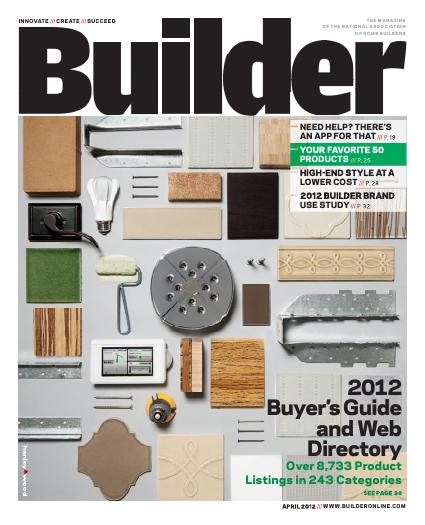 INNOVATE /// CREATE /// SUCCEED
THE MAGAZINE
OF THE NATIONAL ASSOCIATION
OF HOME BUILDERS
Builder
NEED HELP? THERE'S
AN APP FOR THAT /// P. 19
YOUR FAVORITE 50
PRODUCTS /// P. 25
HIGH-END STYLE AT A
LOWER COST /// P. 28
2012 BUILDER BRAND
USE STUDY /// P. 32
2012
Buyer's Guide
and Web
Directory
Over 8,733 Product
Listings in 243 Categories
SEE PAGE 38
hanley wood
APRIL 2012 /// WWW.BUILDERONLINE.COM